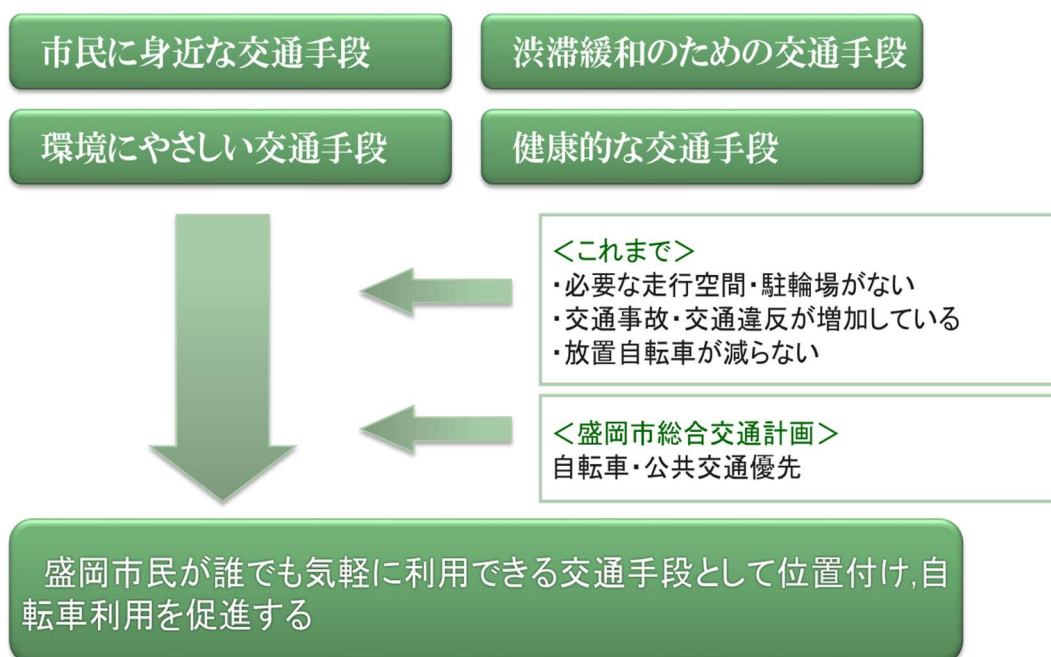 市民に身近な交通手段
渋滞緩和のための交通手段
環境にやさしい交通手段
健康的な交通手段
＜これまで＞
・必要な走行空間・駐輪場がない
・交通事故・交通違反が増加している
・放置自転車が減らない
＜盛岡市総合交通計画＞
自転車・公共交通優先
盛岡市民が誰でも気軽に利用できる交通手段として位置付け,自
転車利用を促進する